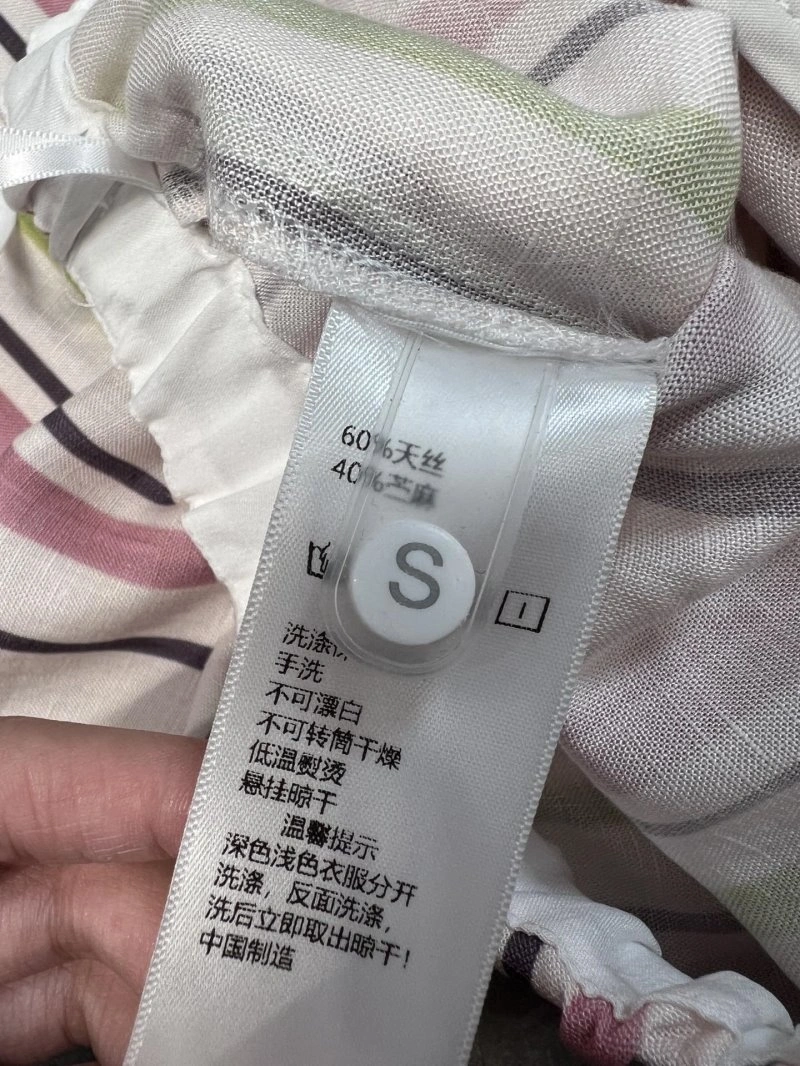 60%天丝
40%苎麻
S
洗涤
手洗
不可漂白
不可转筒干燥
低温熨烫
悬挂晾干
温馨提示
深色浅色衣服分开
洗涤，反面洗涤，
洗后立即取出晾干！
中国制造